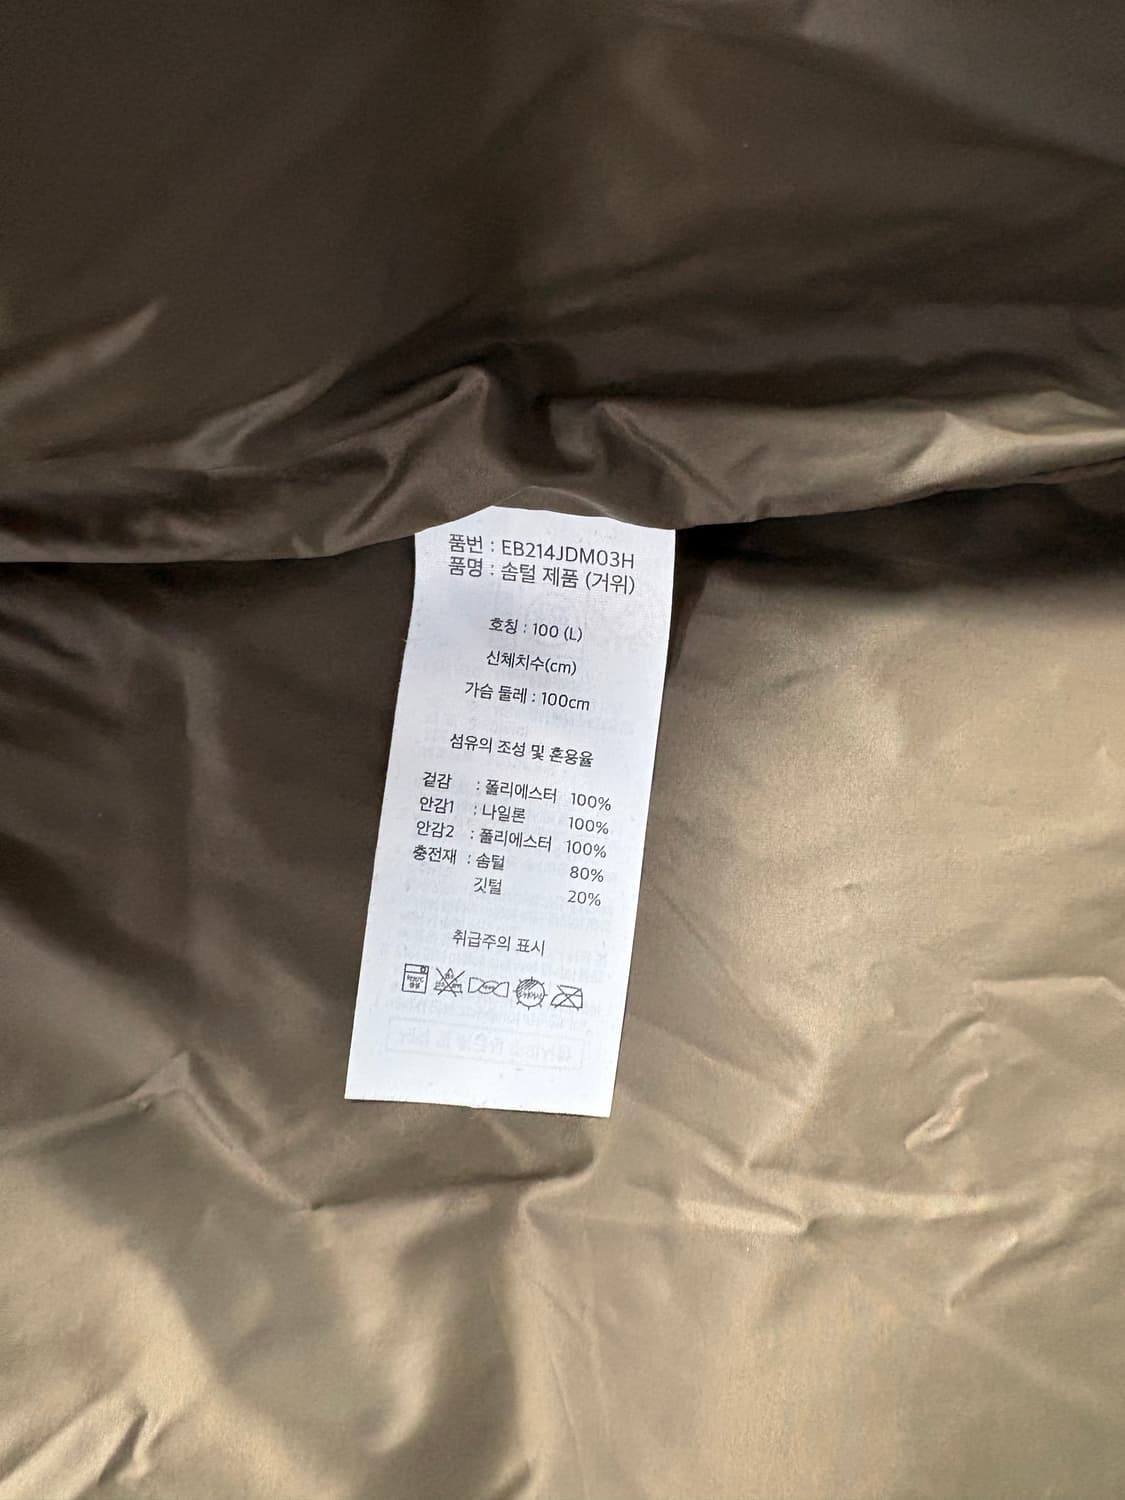 품번 : EB214JDM03H
품명 : 솜털 제품 (거위)
호칭 : 100 (L)
신체치수(cm)
가슴 둘레 : 100cm
섬유의 조성 및 혼용율
겉감 : 폴리에스터 100%
안감1 : 나일론 100%
안감2 : 폴리에스터 100%
충전재 : 솜털 80%
깃털 20%
취급주의 표시